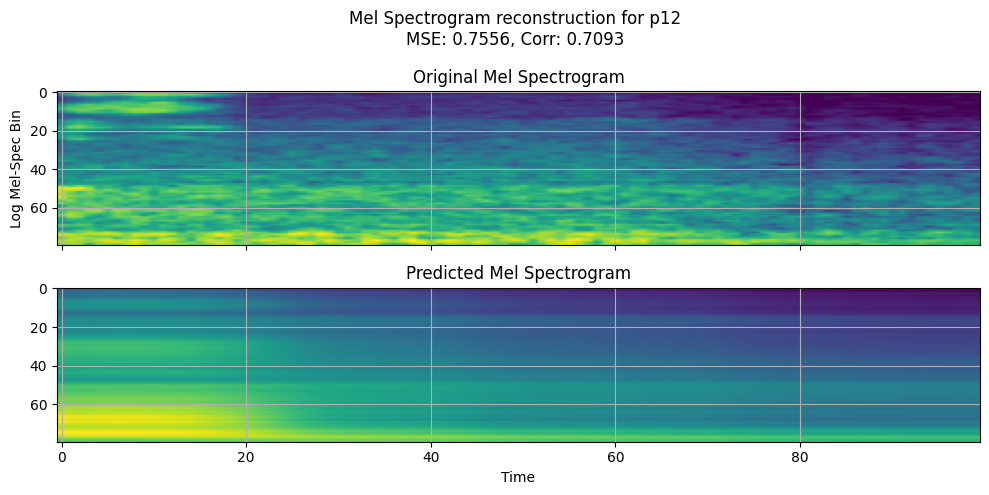 Mel Spectrogram reconstruction for p12
MSE: 0.7556, Corr: 0.7093
Original Mel Spectrogram
Log Mel-Spec Bin
0
20
40
60
Predicted Mel Spectrogram
0
20
40
60
0 20 40 60 80
Time